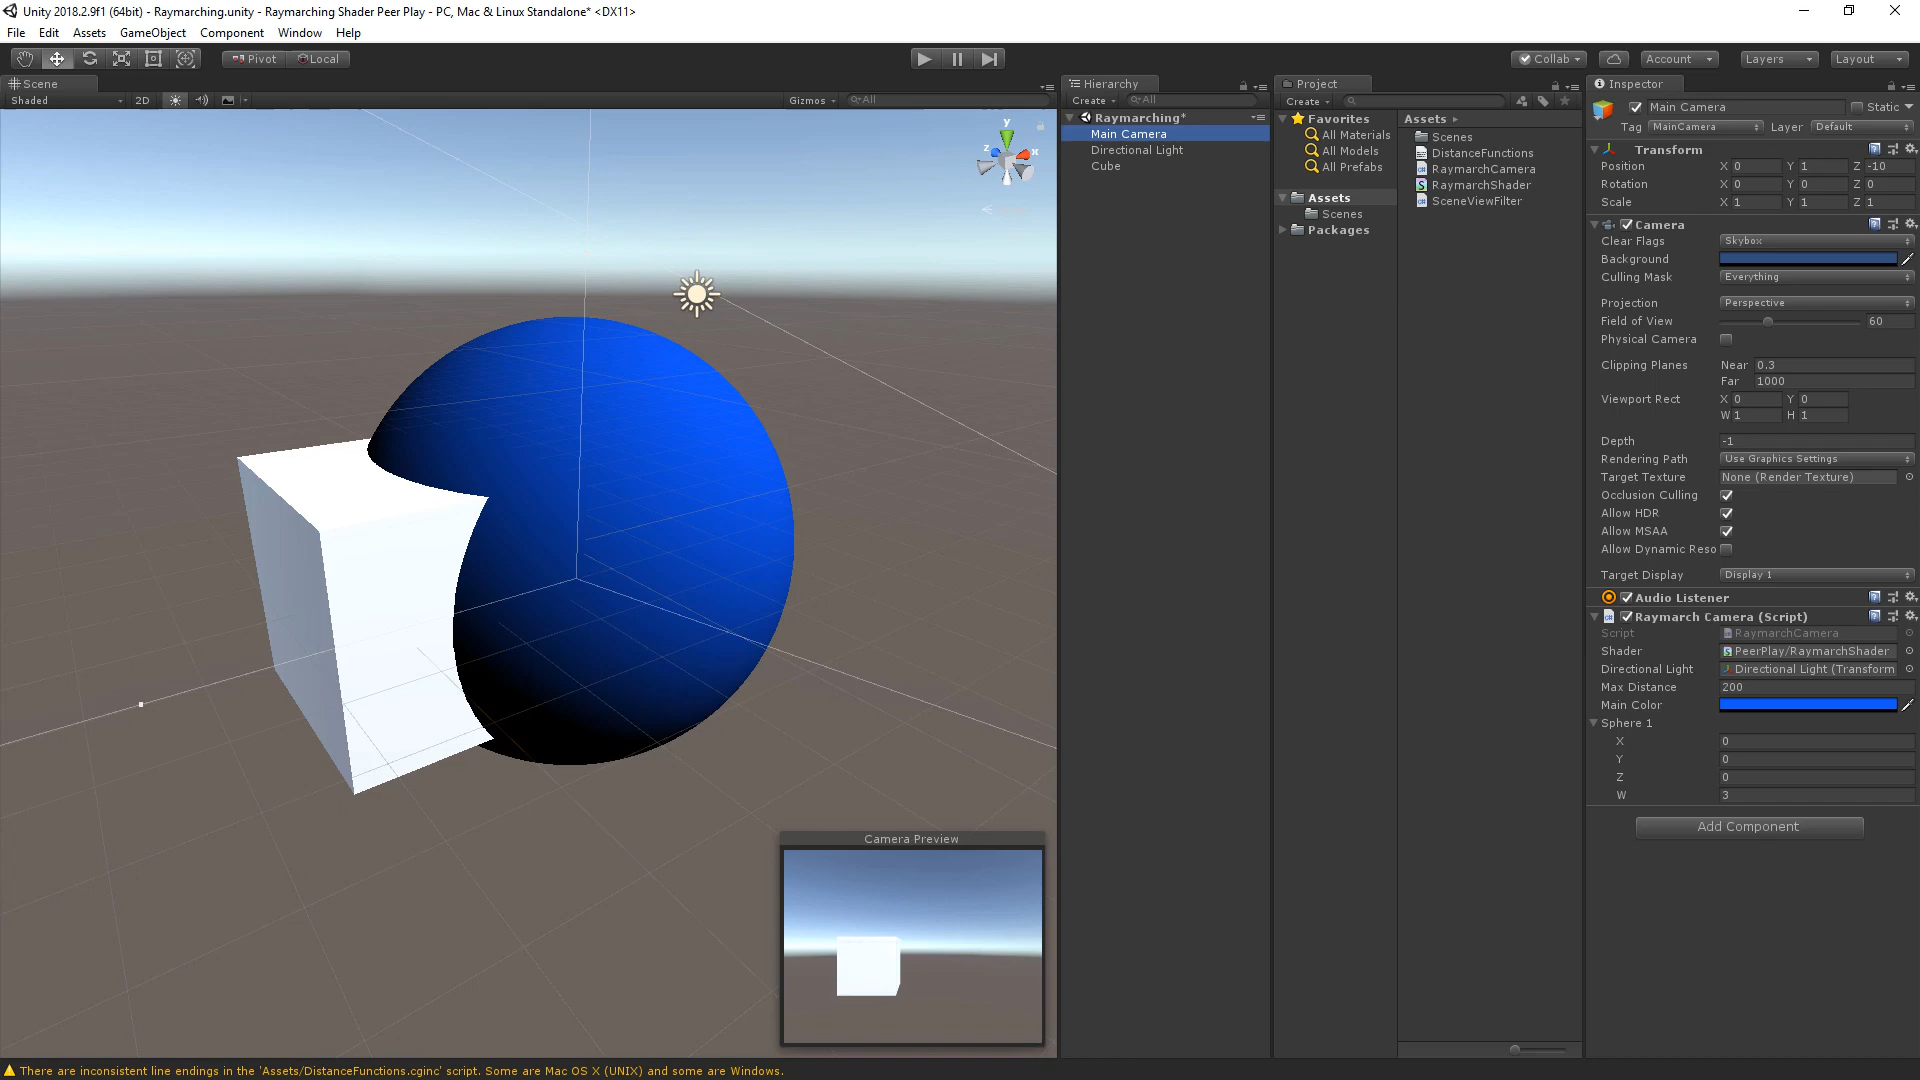 Unity 2018.2.9f1 (64bit) - Raymarching.unity - Raymarching Shader Peer Play - PC, Mac & Linux Standalone* <DX11>
File Edit Assets GameObject Component Window Help
Pivot Local Collab Account Layers Layout
Scene
Shaded 2D Gizmos All
y
z x
Camera Preview
Hierarchy
Create All
Raymarching*
Main Camera
Directional Light
Cube
Project
Create
Favorites
All Materials
All Models
All Prefabs
Assets
Scenes
Packages
Assets
Scenes
DistanceFunctions
RaymarchCamera
RaymarchShader
SceneViewFilter
Inspector
Main Camera Static
Tag MainCamera Layer Default
Transform
Position X 0 Y 1 Z -10
Rotation X 0 Y 0 Z 0
Scale X 1 Y 1 Z 1
Camera
Clear Flags Skybox
Background
Culling Mask Everything
Projection Perspective
Field of View 60
Physical Camera
Clipping Planes Near 0.3
Far 1000
Viewport Rect X 0 Y 0
W 1 H 1
Depth -1
Rendering Path Use Graphics Settings
Target Texture None (Render Texture)
Occlusion Culling
Allow HDR
Allow MSAA
Allow Dynamic Reso
Target Display Display 1
Audio Listener
Raymarch Camera (Script)
Script RaymarchCamera
Shader PeerPlay/RaymarchShader
Directional Light Directional Light (Transform
Max Distance 200
Main Color
Sphere 1
X 0
Y 0
Z 0
W 3
Add Component
There are inconsistent line endings in the 'Assets/DistanceFunctions.cginc' script. Some are Mac OS X (UNIX) and some are Windows.